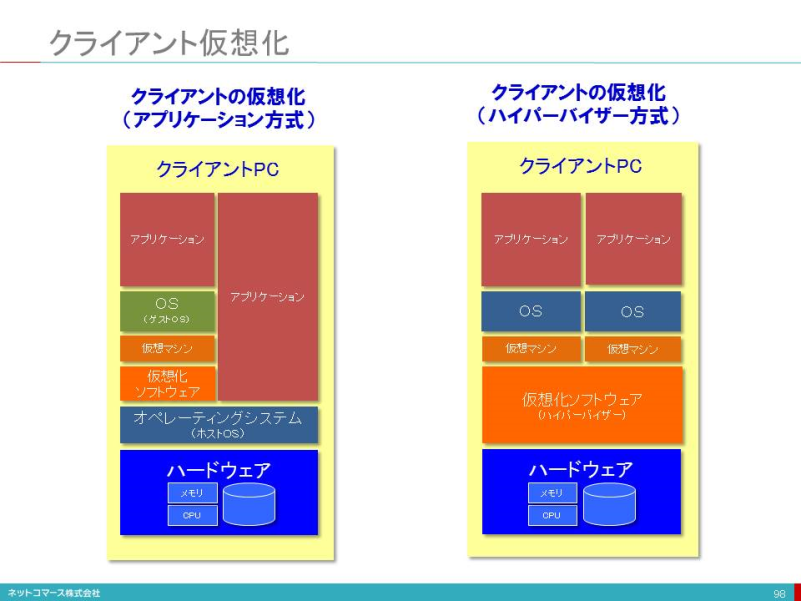 クライアント仮想化
クライアントの仮想化
（アプリケーション方式）
クライアントPC
アプリケーション
アプリケーション
OS
（ゲストOS）
仮想マシン
仮想化
ソフトウェア
オペレーティングシステム
（ホストOS）
ハードウェア
メモリ
CPU
クライアントの仮想化
（ハイパーバイザー方式）
クライアントPC
アプリケーション
アプリケーション
OS
OS
仮想マシン
仮想マシン
仮想化ソフトウェア
（ハイパーバイザー）
ハードウェア
メモリ
CPU
ネットコマース株式会社
98